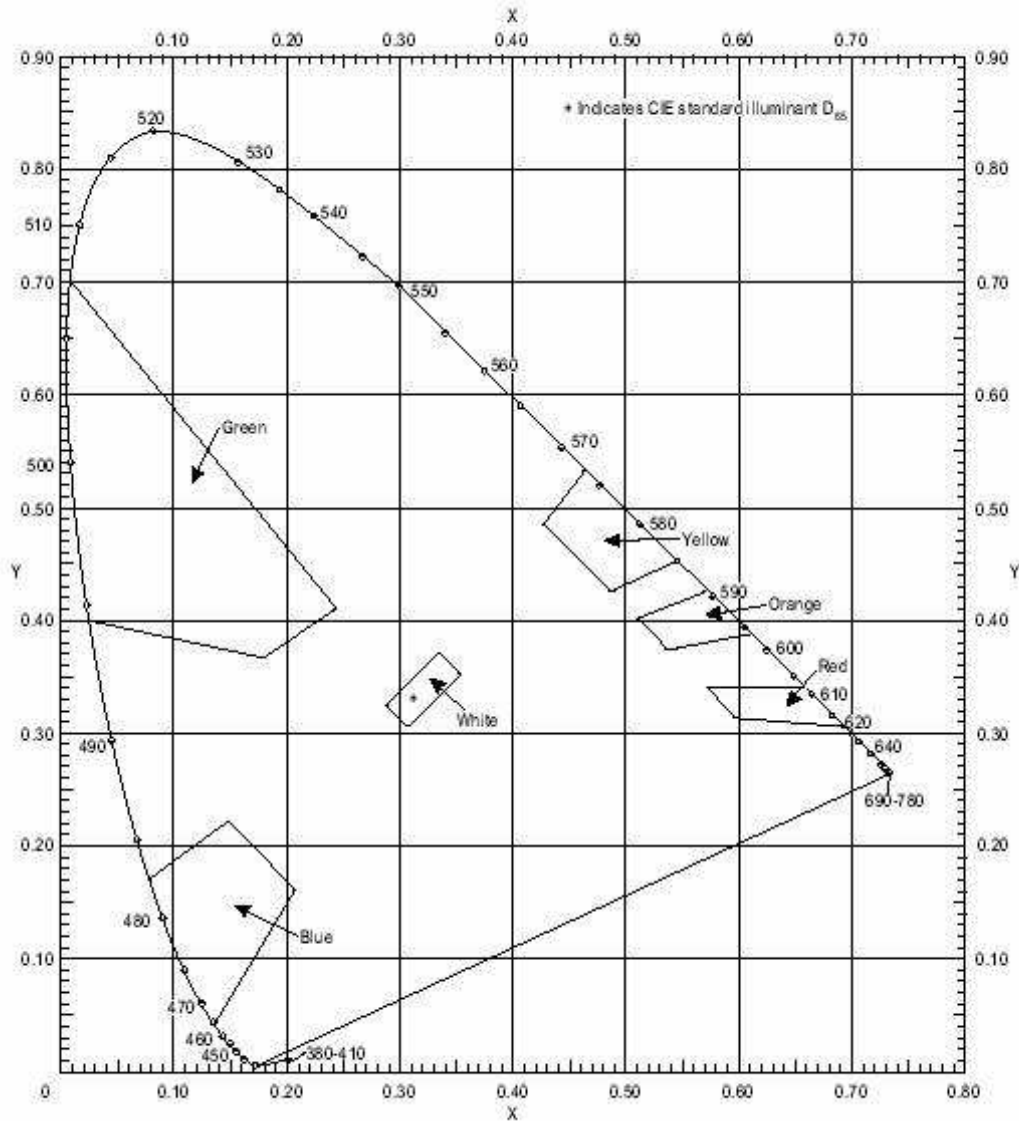 X
0.10 0.20 0.30 0.40 0.50 0.60 0.70
0.90 0.90
* Indicates CIE standard illuminant D65
520
530
0.80 0.80
540
510
0.70 0.70
550
560
0.60 0.60
Green
570
500
0.50 580 0.50
Yellow
Y Y
590
Orange
0.40 0.40
600
Red
610
White 620
0.30 0.30
490 640
690-780
0.20 0.20
480
Blue
0.10 0.10
470
460
450 380-410
0 0.10 0.20 0.30 0.40 0.50 0.60 0.70 0.80
X